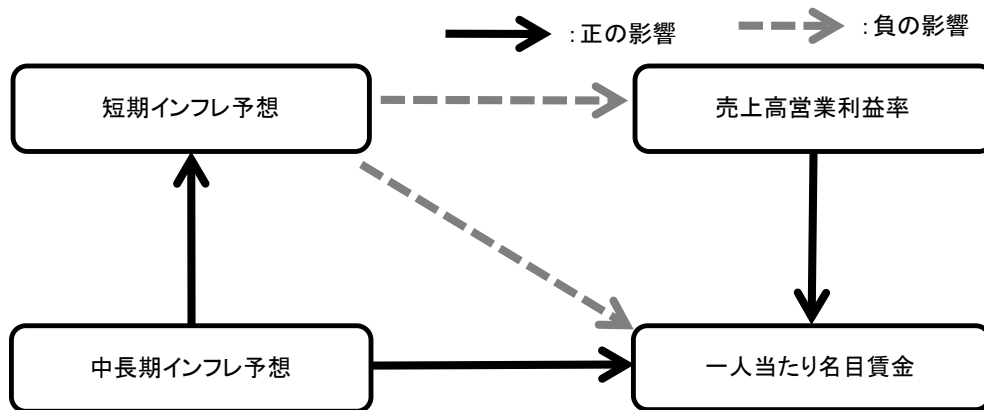 :正の影響
:負の影響
短期インフレ予想
売上高営業利益率
中長期インフレ予想
一人当たり名目賃金